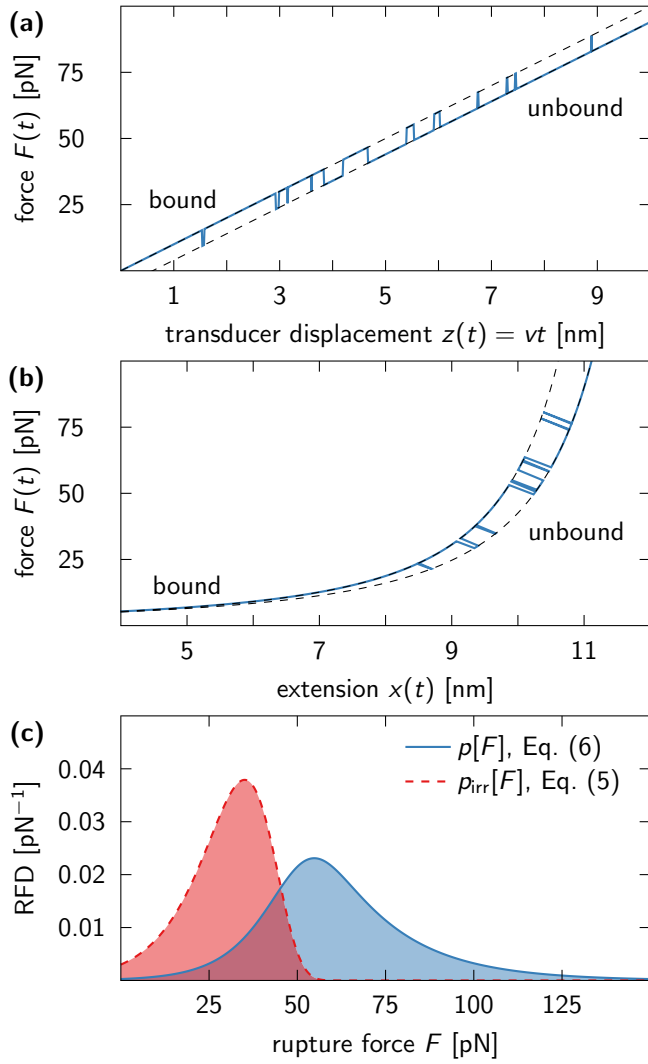 (a)
force F(t) [pN]
75
50
25
bound
unbound
1 3 5 7 9
transducer displacement z(t) = vt [nm]
(b)
force F(t) [pN]
75
50
25
bound
unbound
5 7 9 11
extension x(t) [nm]
(c)
RFD [pN⁻¹]
0.04
0.03
0.02
0.01
p[F], Eq. (6)
pᵢᵣᵣ[F], Eq. (5)
25 50 75 100 125
rupture force F [pN]